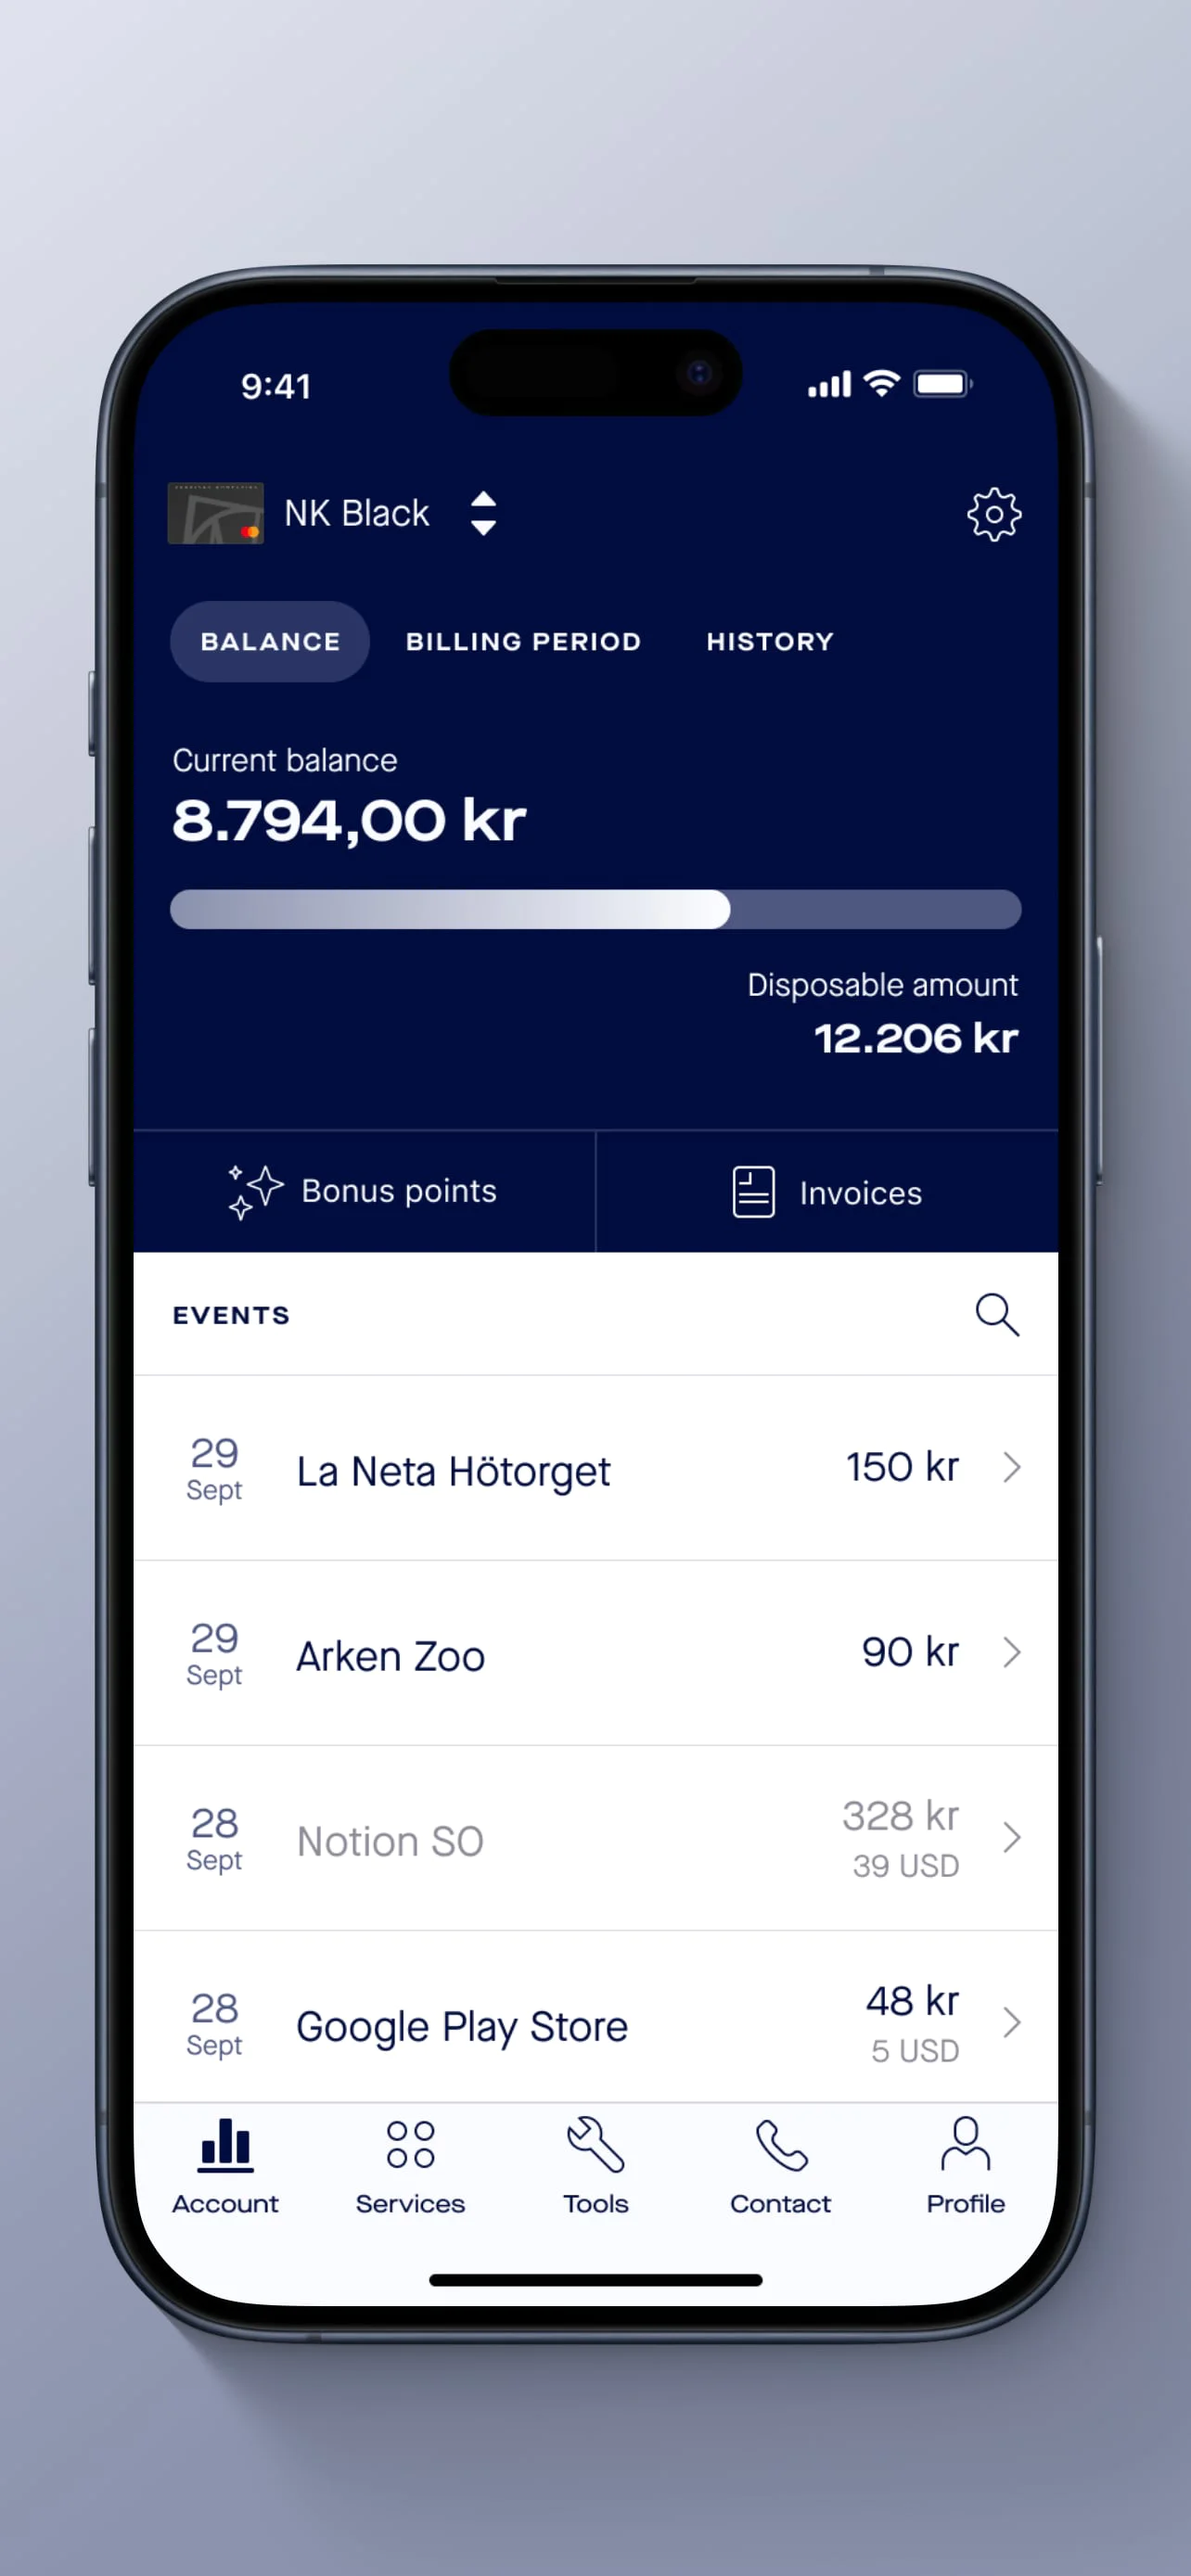 9:41
NK Black
BALANCE
BILLING PERIOD
HISTORY
Current balance
8.794,00 kr
Disposable amount
12.206 kr
Bonus points
Invoices
EVENTS
29
Sept
La Neta Hötorget
150 kr
29
Sept
Arken Zoo
90 kr
28
Sept
Notion SO
328 kr
39 USD
28
Sept
Google Play Store
48 kr
5 USD
Account
Services
Tools
Contact
Profile